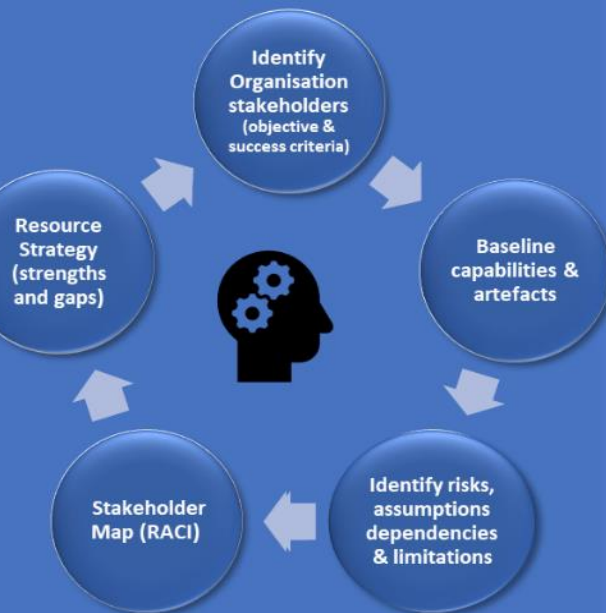 Identify
Organisation
stakeholders
(objective &
success criteria)
Baseline
capabilities &
artefacts
Identify risks,
assumptions
dependencies
& limitations
Stakeholder
Map (RACI)
Resource
Strategy
(strengths
and gaps)